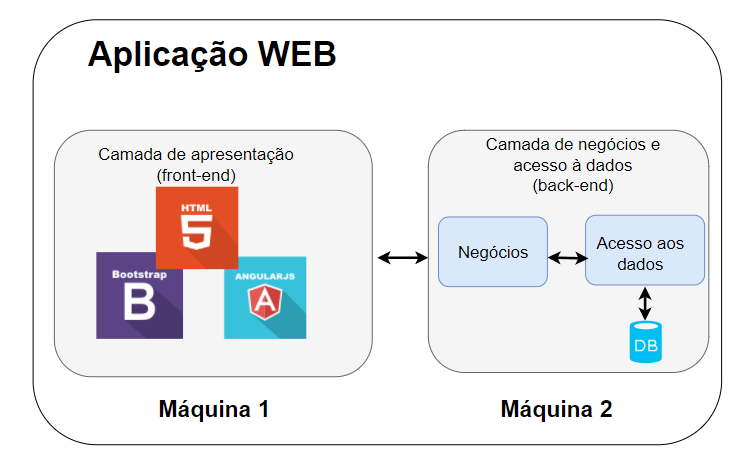 Aplicação WEB
Camada de apresentação
(front-end)
HTML
5
Bootstrap
B
ANGULARJS
A
Camada de negócios e
acesso à dados
(back-end)
Negócios
Acesso aos
dados
DB
Máquina 1
Máquina 2